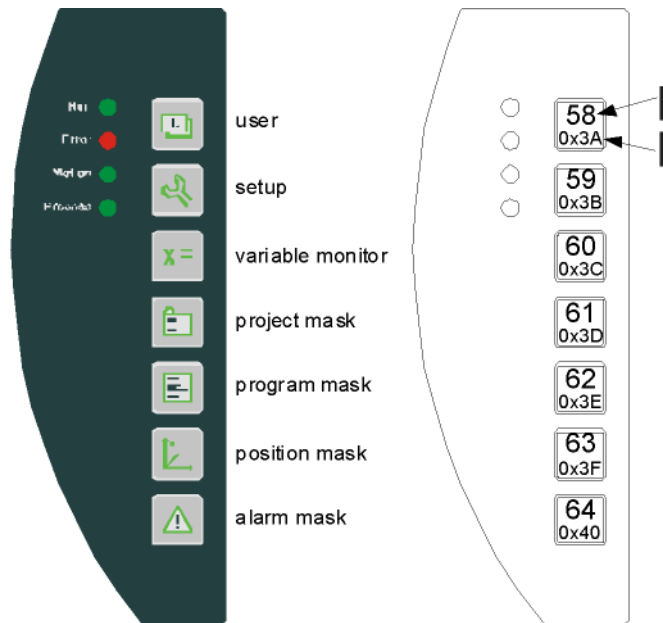 Error
user
setup
x =
variable monitor
project mask
program mask
position mask
alarm mask
58
0x3A
59
0x3B
60
0x3C
61
0x3D
62
0x3E
63
0x3F
64
0x40